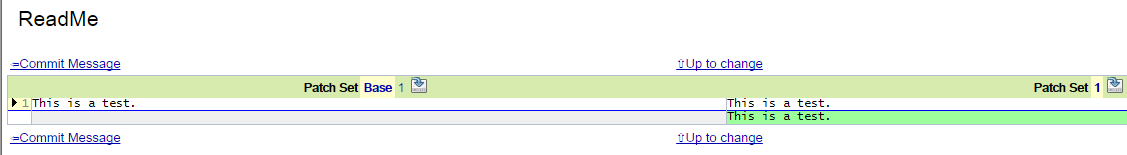 ReadMe
⇦Commit Message ⇧Up to change
Patch Set Base 1 Patch Set 1
1 This is a test. This is a test.
This is a test.
⇦Commit Message ⇧Up to change